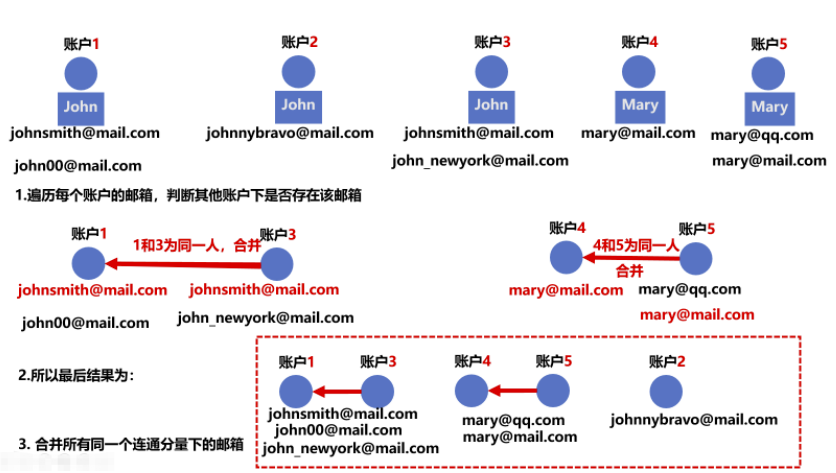 账户1 账户2 账户3 账户4 账户5
John John John Mary Mary
johnsmith@mail.com johnnybravo@mail.com johnsmith@mail.com mary@mail.com mary@qq.com
john00@mail.com john_newyork@mail.com mary@mail.com
1.遍历每个账户的邮箱，判断其他账户下是否存在该邮箱
账户1 1和3为同一人，合并 账户3 账户4 4和5为同一人 账户5
合并
johnsmith@mail.com johnsmith@mail.com mary@mail.com mary@qq.com
john00@mail.com john_newyork@mail.com mary@mail.com
2.所以最后结果为：
账户1 账户3 账户4 账户5 账户2
johnsmith@mail.com mary@qq.com johnnybravo@mail.com
john00@mail.com mary@mail.com
john_newyork@mail.com
3. 合并所有同一个连通分量下的邮箱